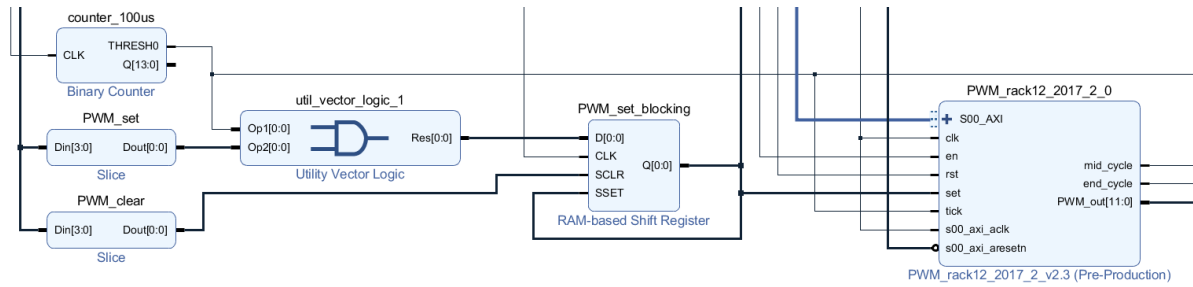 counter_100us
CLK
THRESH0
Q[13:0]
Binary Counter
PWM_set
Din[3:0]
Dout[0:0]
Slice
PWM_clear
Din[3:0]
Dout[0:0]
Slice
util_vector_logic_1
Op1[0:0]
Op2[0:0]
Res[0:0]
Utility Vector Logic
PWM_set_blocking
D[0:0]
CLK
SCLR
SSET
Q[0:0]
RAM-based Shift Register
PWM_rack12_2017_2_0
S00_AXI
clk
en
rst
set
tick
s00_axi_aclk
s00_axi_aresetn
mid_cycle
end_cycle
PWM_out[11:0]
PWM_rack12_2017_2_v2.3 (Pre-Production)